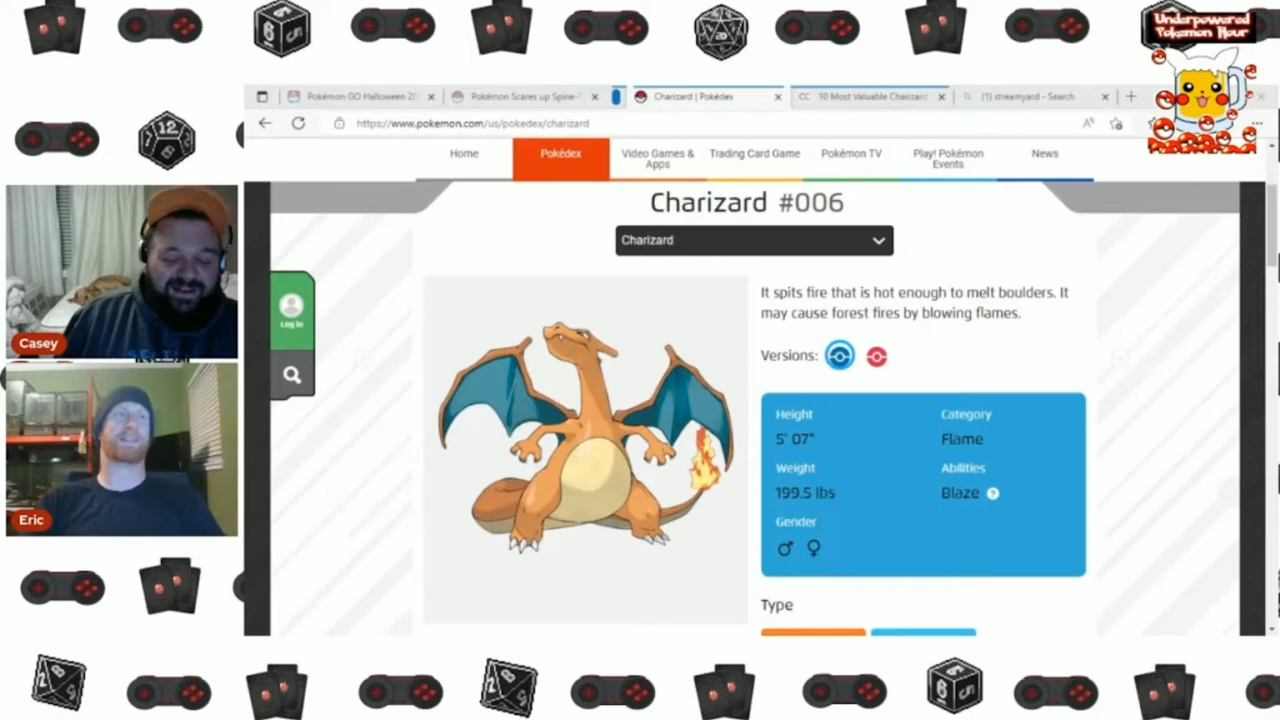 Underpowered
Pokemon Hour
Pokémon GO Halloween 20
Pokémon Scares up Spine-
Charizard | Pokédex
CC 10 Most Valuable Charizard
(1) streamyard - Search
https://www.pokemon.com/us/pokedex/charizard
Home
Pokédex
Video Games &
Apps
Trading Card Game
Pokémon TV
Play! Pokémon
Events
News
Charizard #006
Charizard
Log In
It spits fire that is hot enough to melt boulders. It
may cause forest fires by blowing flames.
Versions:
Height
Category
5' 07"
Flame
Weight
Abilities
199.5 lbs
Blaze ?
Gender
Type
Casey
Eric